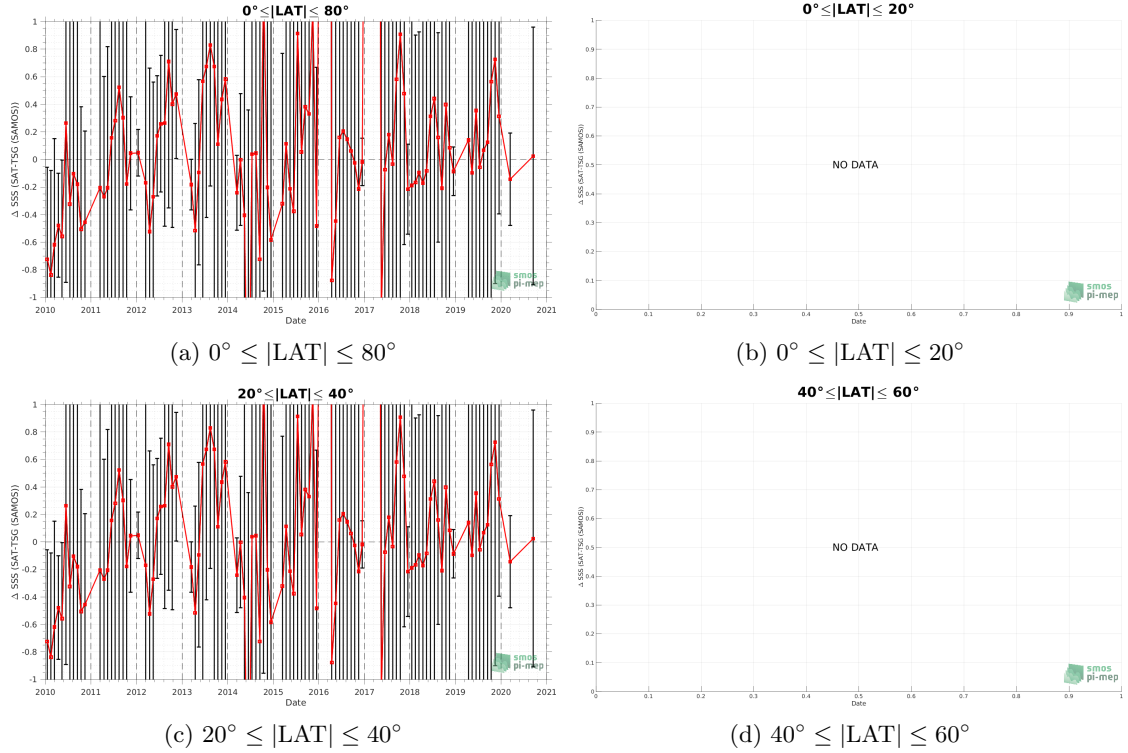 0°≤|LAT|≤ 80°
Δ SSS (SAT-TSG (SAMOS))
1
0.8
0.6
0.4
0.2
0
-0.2
-0.4
-0.6
-0.8
-1
2010 2011 2012 2013 2014 2015 2016 2017 2018 2019 2020 2021
Date
smos
pi-mep
(a) 0° ≤ |LAT| ≤ 80°
0°≤|LAT|≤ 20°
Δ SSS (SAT-TSG (SAMOS))
1
0.9
0.8
0.7
0.6
0.5
0.4
0.3
0.2
0.1
0
NO DATA
0 0.1 0.2 0.3 0.4 0.5 0.6 0.7 0.8 0.9 1
Date
smos
pi-mep
(b) 0° ≤ |LAT| ≤ 20°
20°≤|LAT|≤ 40°
Δ SSS (SAT-TSG (SAMOS))
1
0.8
0.6
0.4
0.2
0
-0.2
-0.4
-0.6
-0.8
-1
2010 2011 2012 2013 2014 2015 2016 2017 2018 2019 2020 2021
Date
smos
pi-mep
(c) 20° ≤ |LAT| ≤ 40°
40°≤|LAT|≤ 60°
Δ SSS (SAT-TSG (SAMOS))
1
0.9
0.8
0.7
0.6
0.5
0.4
0.3
0.2
0.1
0
NO DATA
0 0.1 0.2 0.3 0.4 0.5 0.6 0.7 0.8 0.9 1
Date
smos
pi-mep
(d) 40° ≤ |LAT| ≤ 60°